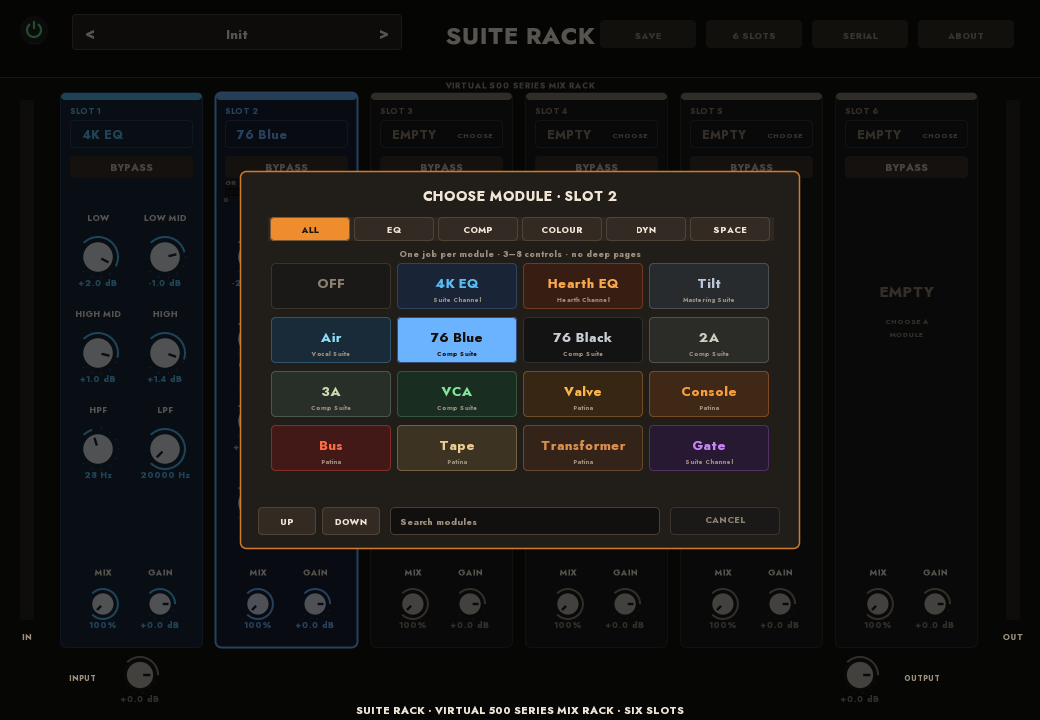 < Init >
SUITE RACK
SAVE
6 SLOTS
SERIAL
ABOUT
VIRTUAL 500 SERIES MIX RACK
SLOT 1
4K EQ
BYPASS
LOW LOW MID
+2.0 dB -1.0 dB
HIGH MID HIGH
+1.0 dB +1.4 dB
HPF LPF
28 Hz 20000 Hz
MIX GAIN
100% +0.0 dB
SLOT 2
76 Blue
BYPASS
GR
MIX GAIN
100% +0.0 dB
SLOT 3
EMPTY CHOOSE
BYPASS
MIX GAIN
100% +0.0 dB
SLOT 4
EMPTY CHOOSE
BYPASS
MIX GAIN
100% +0.0 dB
SLOT 5
EMPTY CHOOSE
BYPASS
MIX GAIN
100% +0.0 dB
SLOT 6
EMPTY CHOOSE
BYPASS
EMPTY
CHOOSE A
MODULE
MIX GAIN
100% +0.0 dB
CHOOSE MODULE · SLOT 2
ALL EQ COMP COLOUR DYN SPACE
One job per module · 3–8 controls · no deep pages
OFF
4K EQ
Suite Channel
Hearth EQ
Hearth Channel
Tilt
Mastering Suite
Air
Vocal Suite
76 Blue
Comp Suite
76 Black
Comp Suite
2A
Comp Suite
3A
Comp Suite
VCA
Comp Suite
Valve
Patina
Console
Patina
Bus
Patina
Tape
Patina
Transformer
Patina
Gate
Suite Channel
UP DOWN Search modules CANCEL
IN
OUT
INPUT
+0.0 dB
OUTPUT
+0.0 dB
SUITE RACK · VIRTUAL 500 SERIES MIX RACK · SIX SLOTS